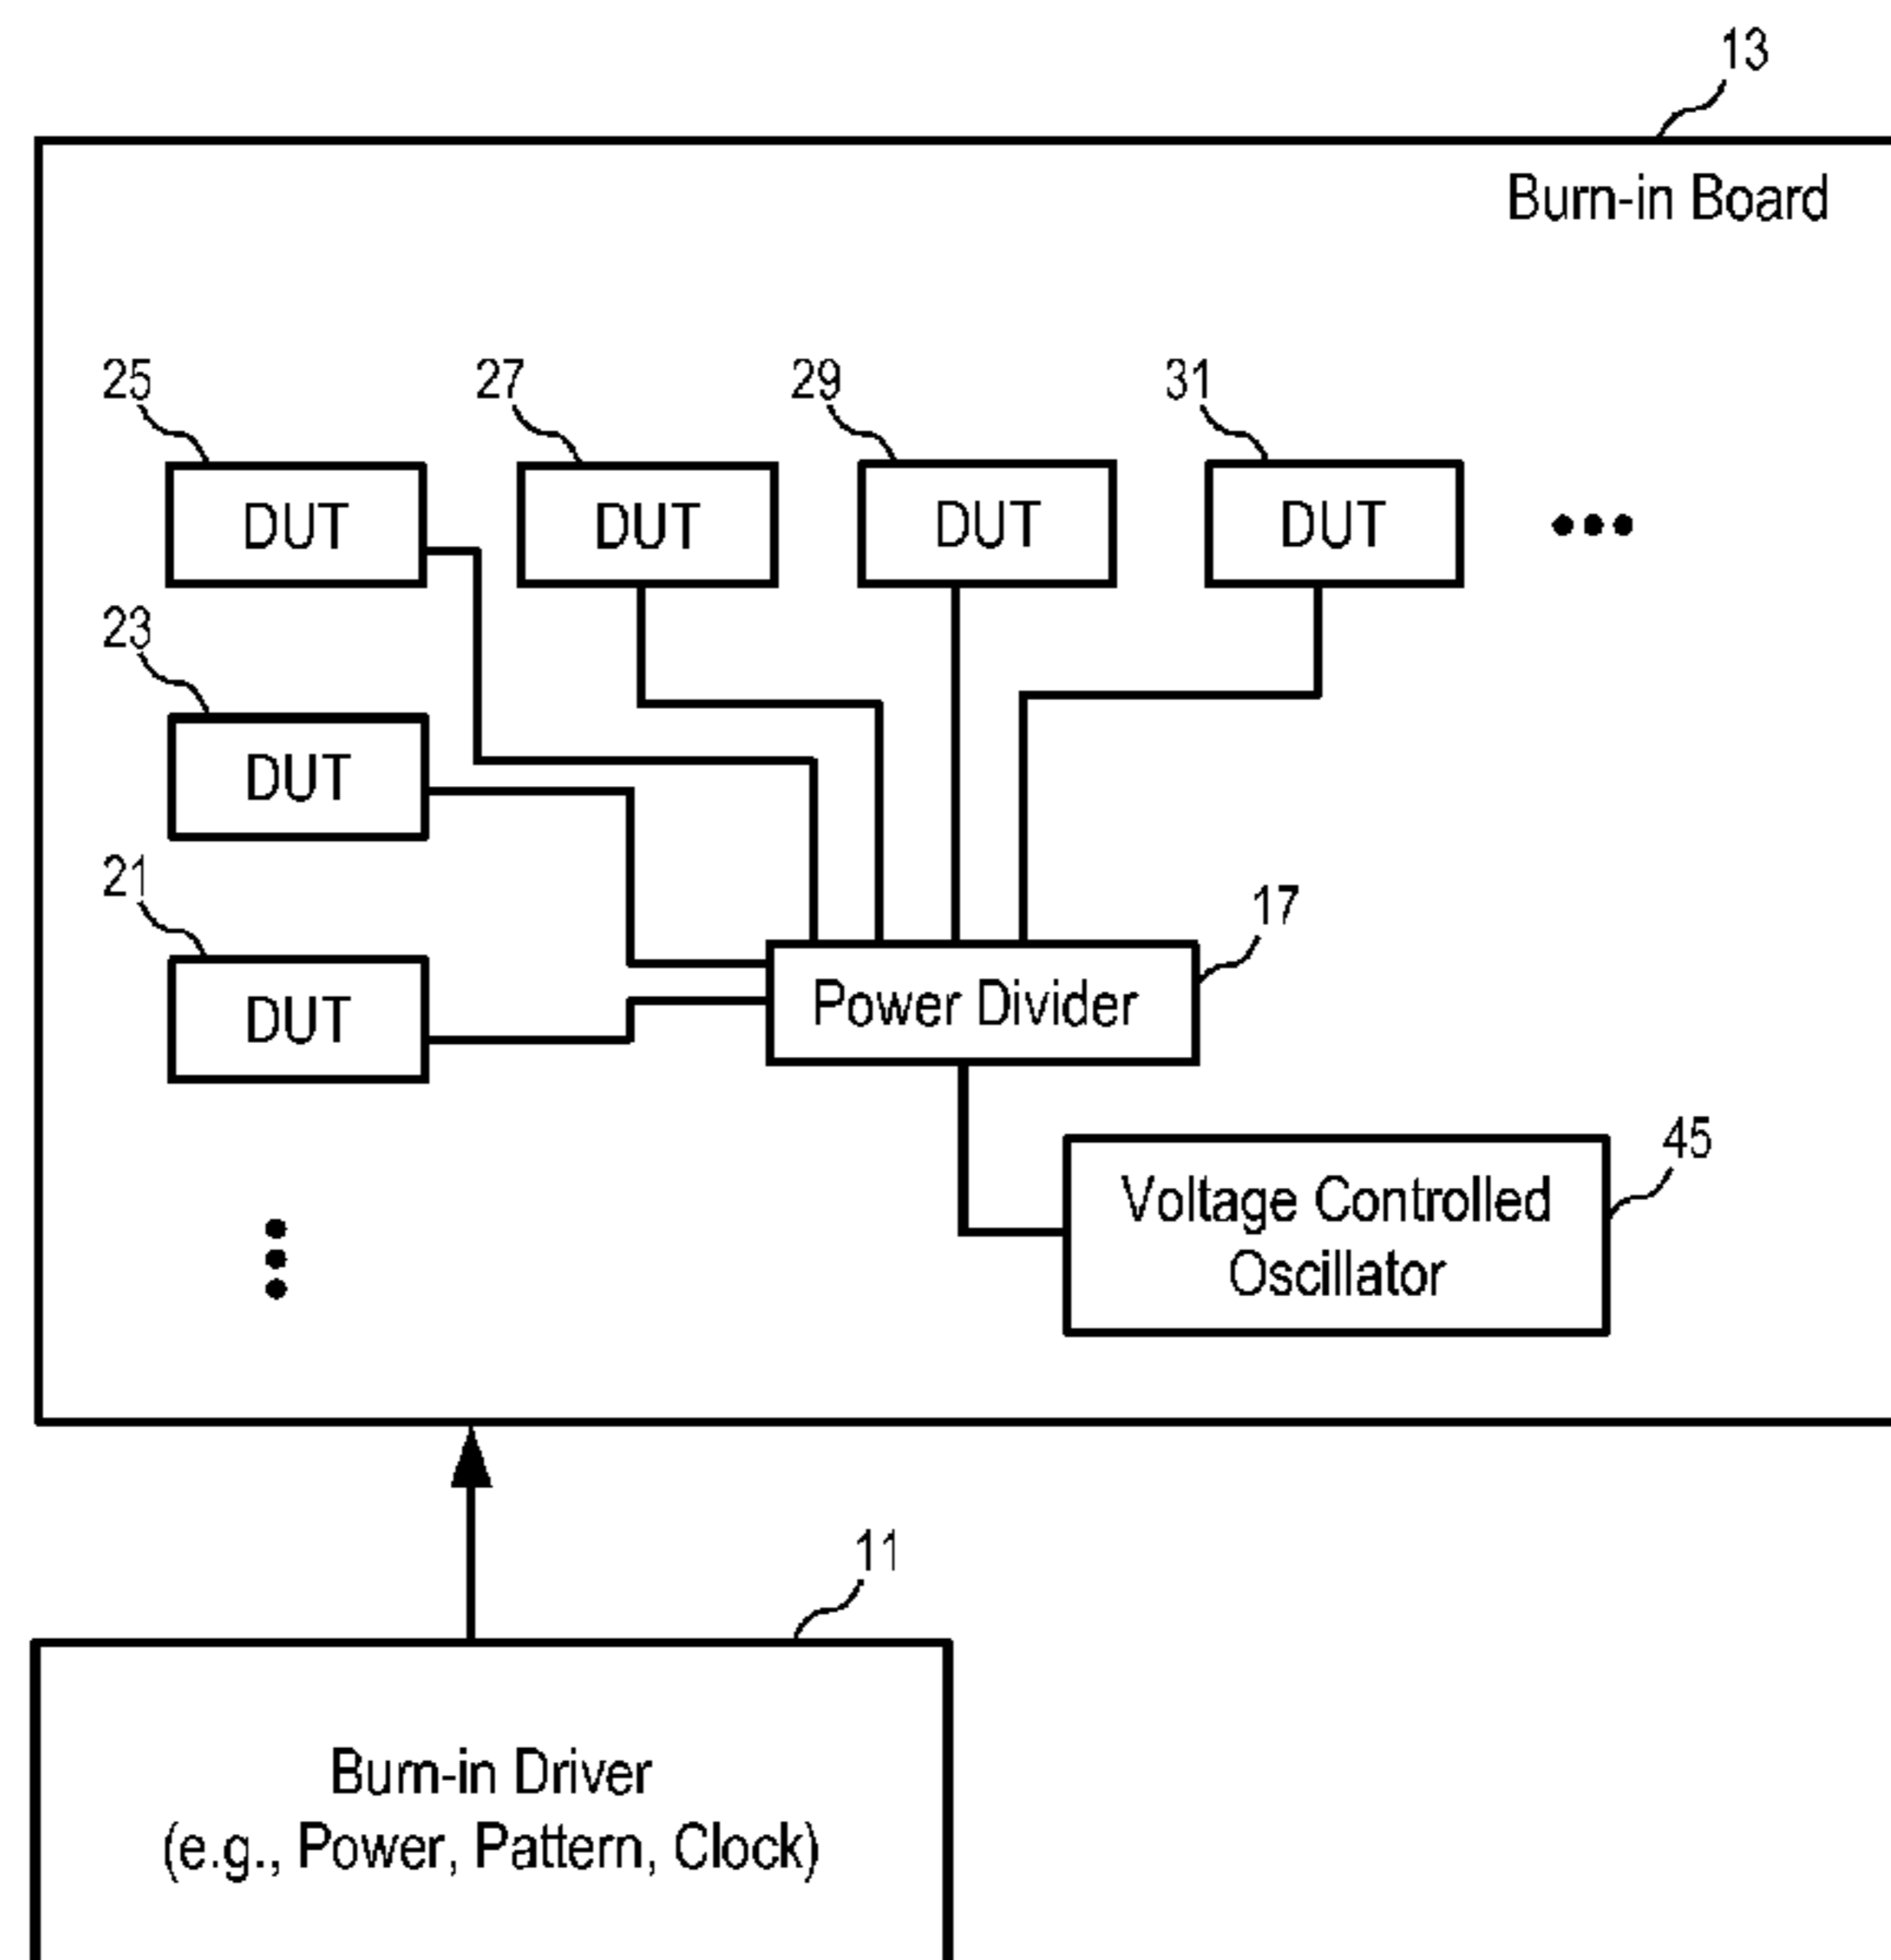 13
Burn-in Board
25
27
29
31
DUT
DUT
DUT
DUT
23
DUT
21
DUT
17
Power Divider
45
Voltage Controlled
Oscillator
11
Burn-in Driver
(e.g., Power, Pattern, Clock)